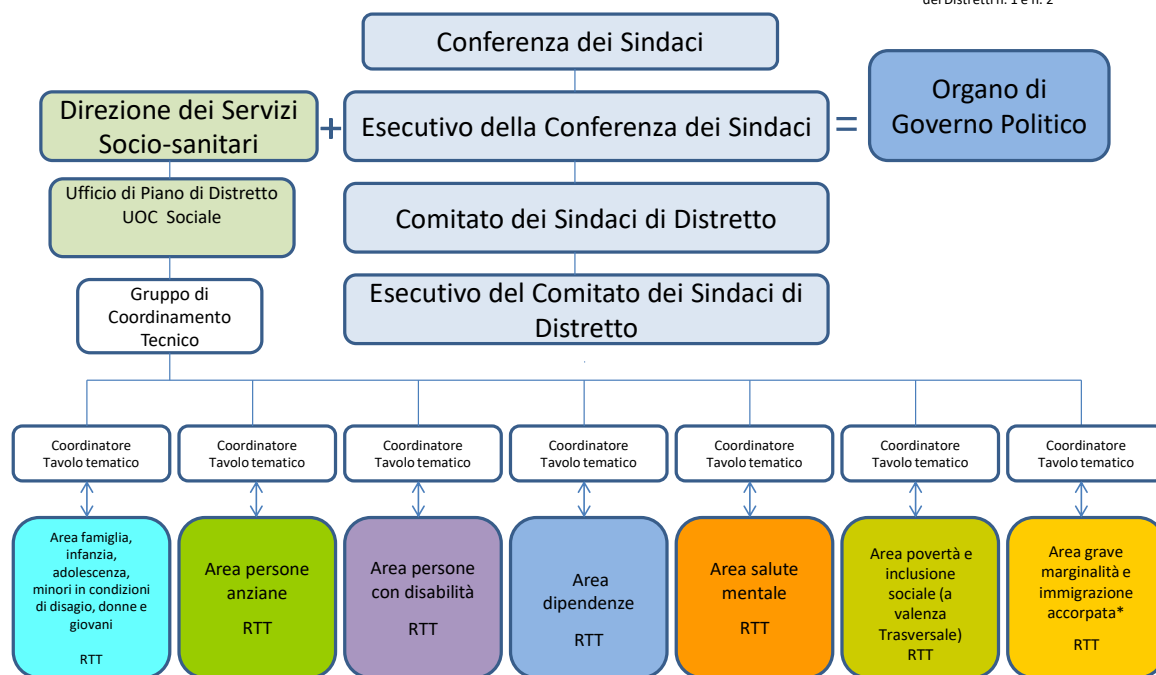 dei Distretti n. 1 e n. 2
Conferenza dei Sindaci
Direzione dei Servizi
Socio-sanitari
+
Esecutivo della Conferenza dei Sindaci
=
Organo di
Governo Politico
Ufficio di Piano di Distretto
UOC Sociale
Comitato dei Sindaci di Distretto
Gruppo di
Coordinamento
Tecnico
Esecutivo del Comitato dei Sindaci di
Distretto
Coordinatore
Tavolo tematico
Coordinatore
Tavolo tematico
Coordinatore
Tavolo tematico
Coordinatore
Tavolo tematico
Coordinatore
Tavolo tematico
Coordinatore
Tavolo tematico
Coordinatore
Tavolo tematico
Area famiglia,
infanzia,
adolescenza,
minori in condizioni
di disagio, donne e
giovani
RTT
Area persone
anziane
RTT
Area persone
con disabilità
RTT
Area
dipendenze
RTT
Area salute
mentale
RTT
Area povertà e
inclusione
sociale (a
valenza
Trasversale)
RTT
Area grave
marginalità e
immigrazione
accorpata*
RTT